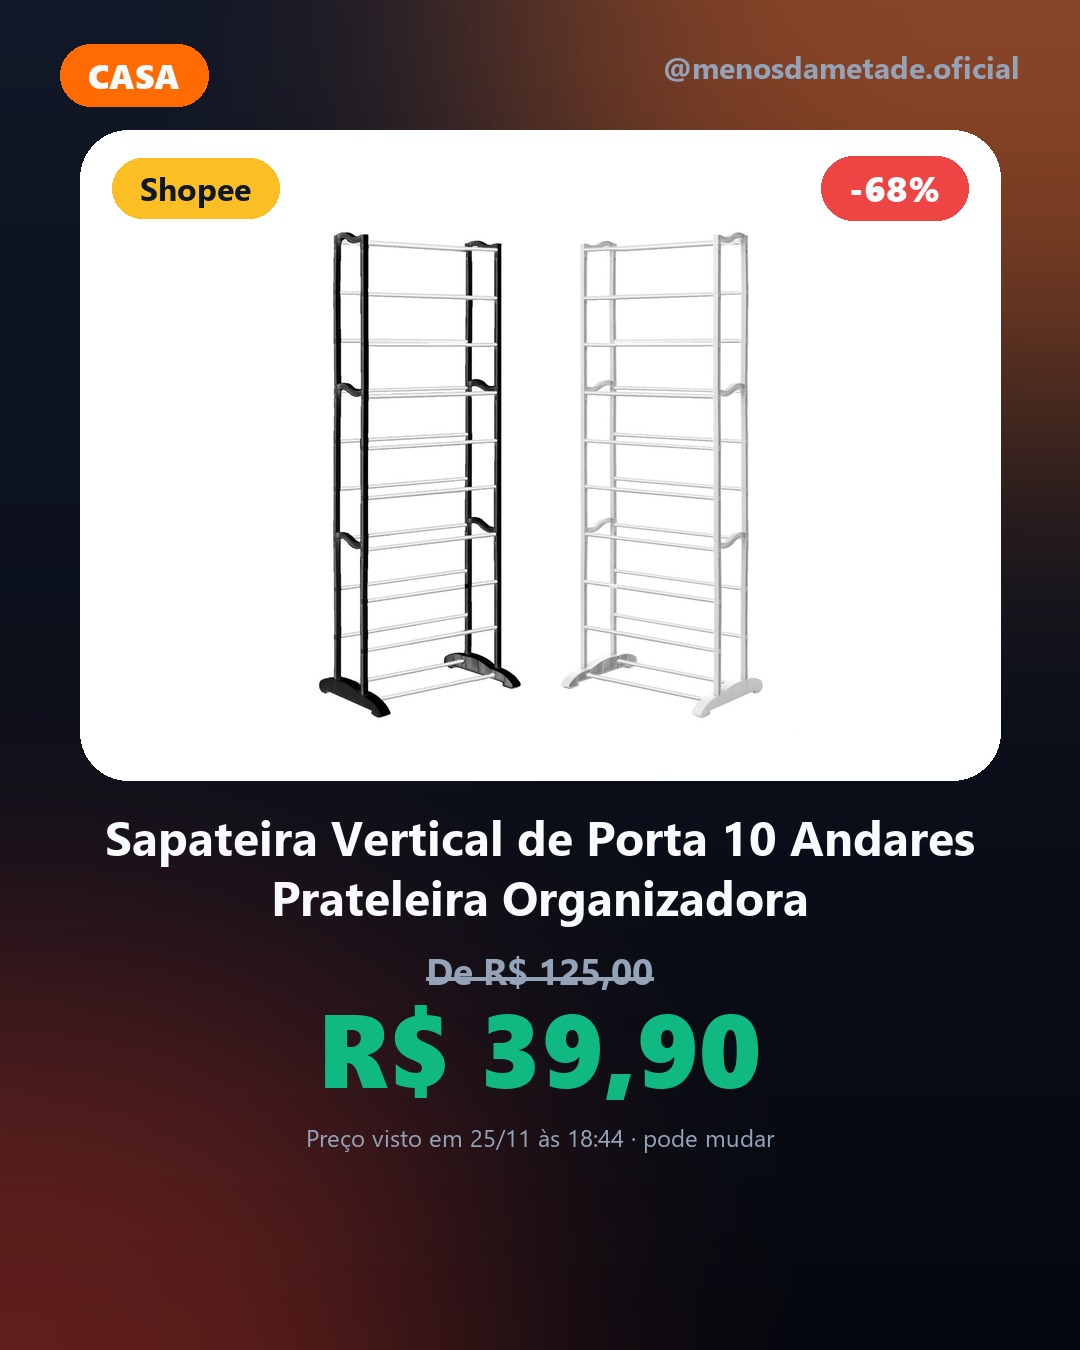 CASA
@menosdametade.oficial
Shopee
-68%
Sapateira Vertical de Porta 10 Andares
Prateleira Organizadora
De R$ 125,00
R$ 39,90
Preço visto em 25/11 às 18:44 · pode mudar